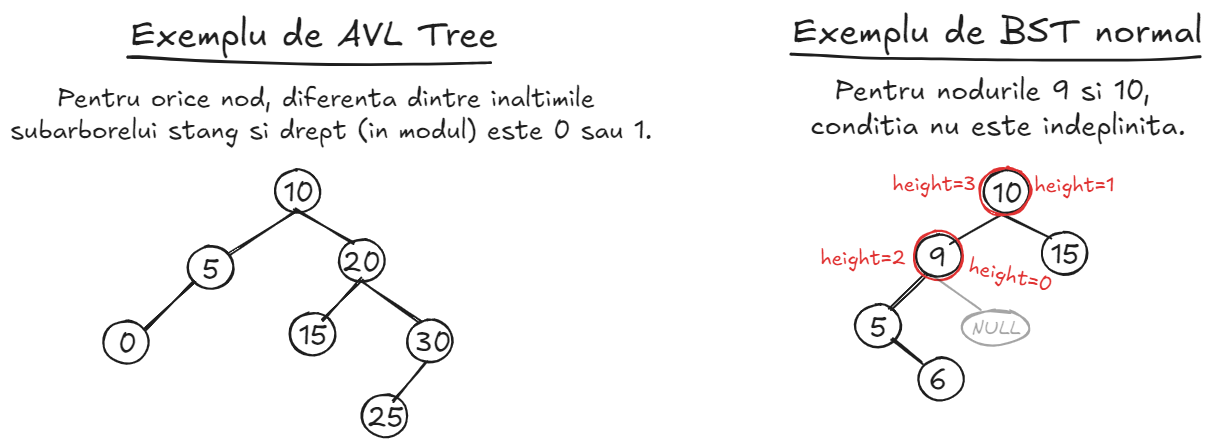 Exemplu de AVL Tree
Pentru orice nod, diferenta dintre inaltimile
subarborelui stang si drept (in modul) este 0 sau 1.
10
5
20
0
15
30
25
Exemplu de BST normal
Pentru nodurile 9 si 10,
conditia nu este indeplinita.
height=3
10
height=1
height=2
9
height=0
15
5
NULL
6